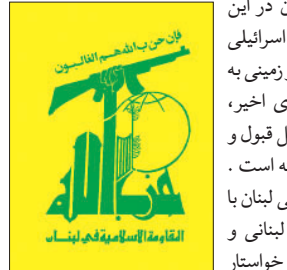 فإن حزب الله هم الغالبون
حزب الله
المقاومة الإسلامية في لبنان
ن در این
اسرائیلی
زمینی به
ی اخیر،
ل قبول و
ه است .
ی لبنان با
لبنانی و
خواستار